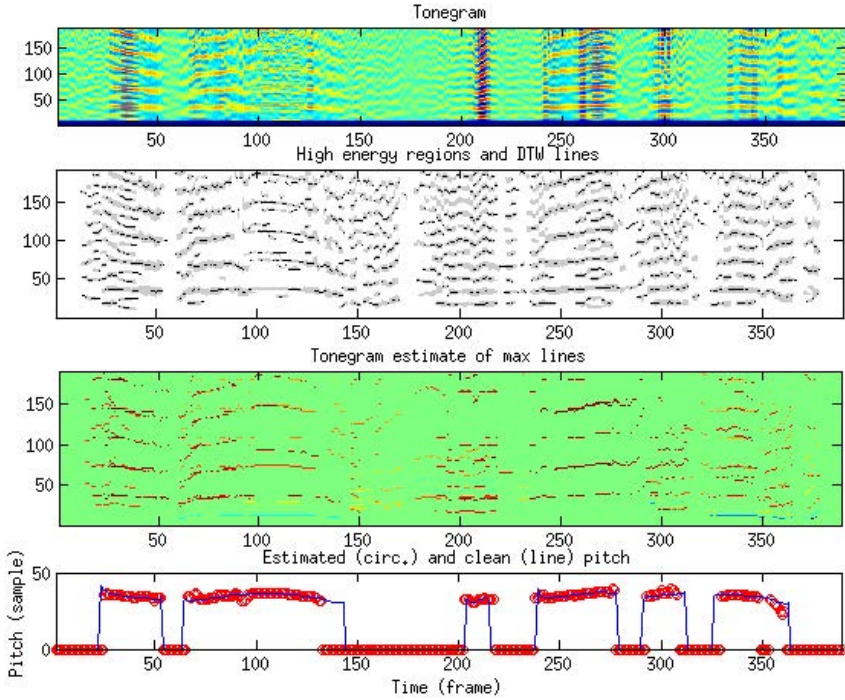 Tonegram
150
100
50
50 100 150 200 250 300 350
High energy regions and DTW lines
150
100
50
50 100 150 200 250 300 350
Tonegram estimate of max lines
150
100
50
50 100 150 200 250 300 350
Estimated (circ.) and clean (line) pitch
Pitch (sample)
50
0
50 100 150 200 250 300 350
Time (frame)